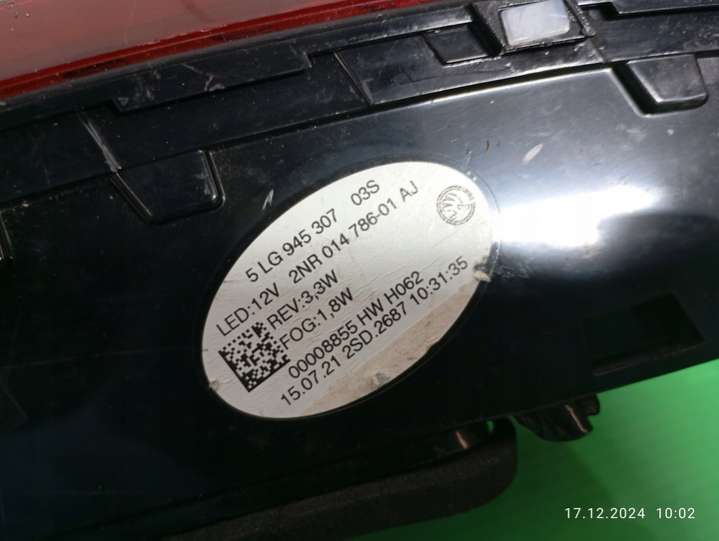 5 LG 945 307 03S
LED:12V 2NR 014 786-01 AJ
REV:3,3W
FOG:1,8W
00008855 HW H062
15.07.21 2SD.2687 10:31:35
17.12.2024 10:02